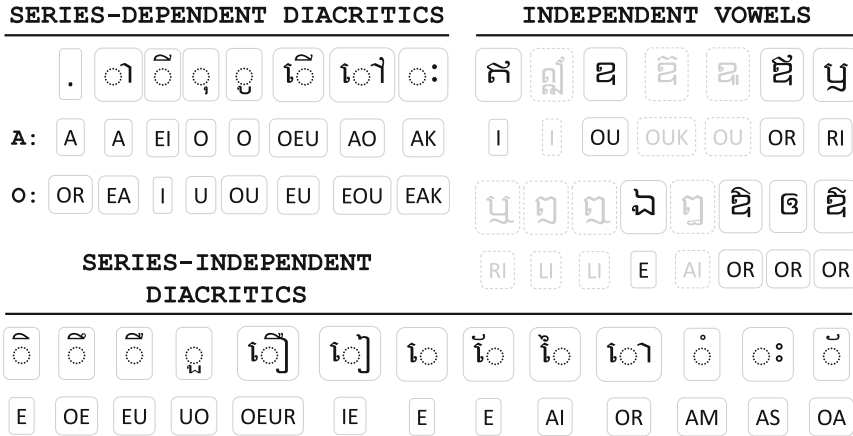 SERIES-DEPENDENT DIACRITICS
. ា ី ុ ូ ើ ៅ ៈ
A: A A EI O O OEU AO AK
O: OR EA I U OU EU EOU EAK
INDEPENDENT VOWELS
ឥ ឦ ឧ ឨ ឩ ឪ ឫ
I I OU OUK OU OR RI
ឬ ឭ ឮ ឯ ឰ ឱ ឲ ឳ
RI LI LI E AI OR OR OR
SERIES-INDEPENDENT
DIACRITICS
ិ ឹ ឺ ួ ឿ ៀ េ ែ ៃ ោ ំ ះ ័
E OE EU UO OEUR IE E E AI OR AM AS OA